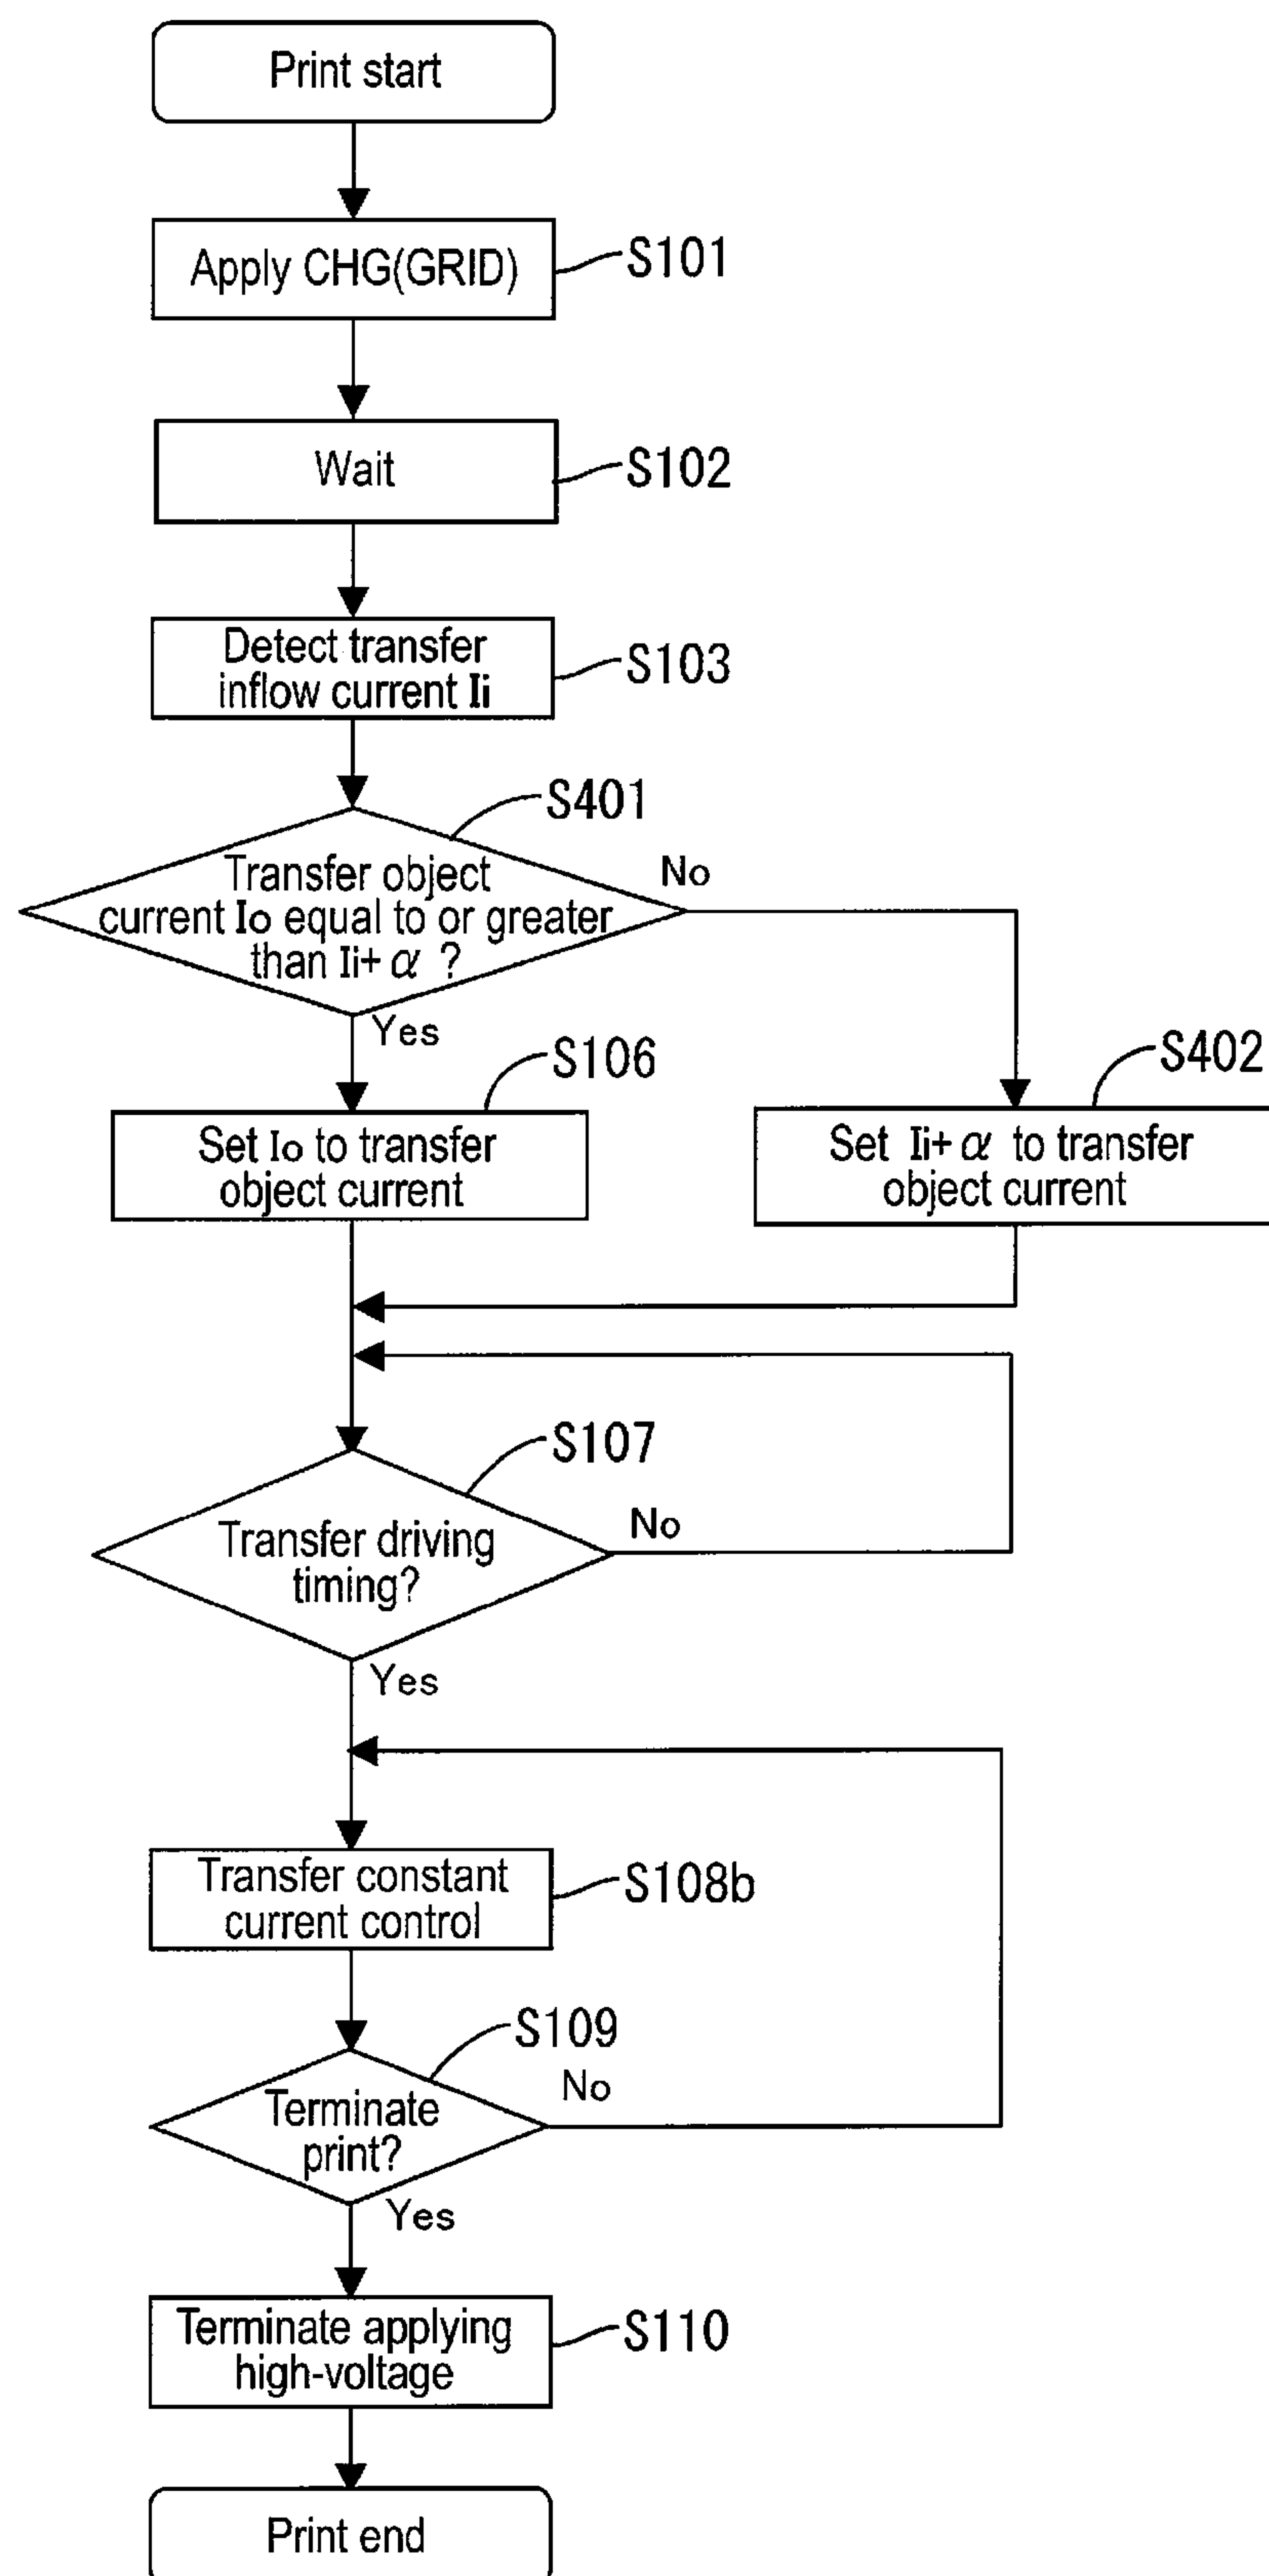 Print start
Apply CHG(GRID)
S101
Wait
S102
Detect transfer
inflow current Ii
S103
S401
Transfer object
current Io equal to or greater
than Ii+ α ?
No
Yes
S106
S402
Set Io to transfer
object current
Set Ii+ α to transfer
object current
S107
Transfer driving
timing?
No
Yes
Transfer constant
current control
S108b
S109
Terminate
print?
No
Yes
Terminate applying
high-voltage
S110
Print end